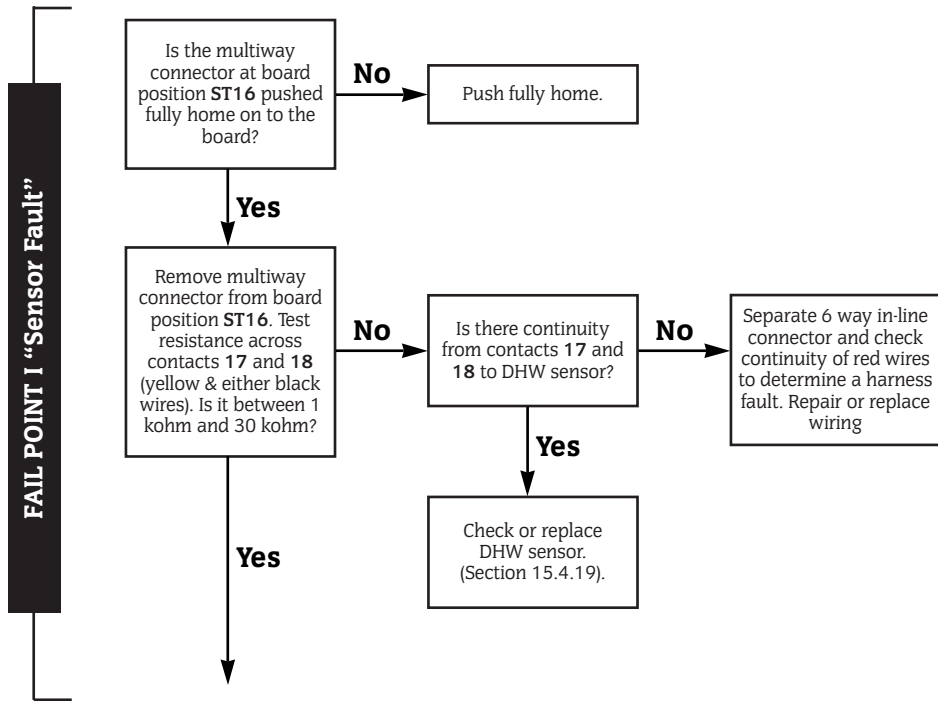 FAIL POINT I “Sensor Fault”
Is the multiway
connector at board
position ST16 pushed
fully home on to the
board?
No
Push fully home.
Yes
Remove multiway
connector from board
position ST16. Test
resistance across
contacts 17 and 18
(yellow & either black
wires). Is it between 1
kohm and 30 kohm?
No
Is there continuity
from contacts 17 and
18 to DHW sensor?
No
Separate 6 way in-line
connector and check
continuity of red wires
to determine a harness
fault. Repair or replace
wiring
Yes
Check or replace
DHW sensor.
(Section 15.4.19).
Yes